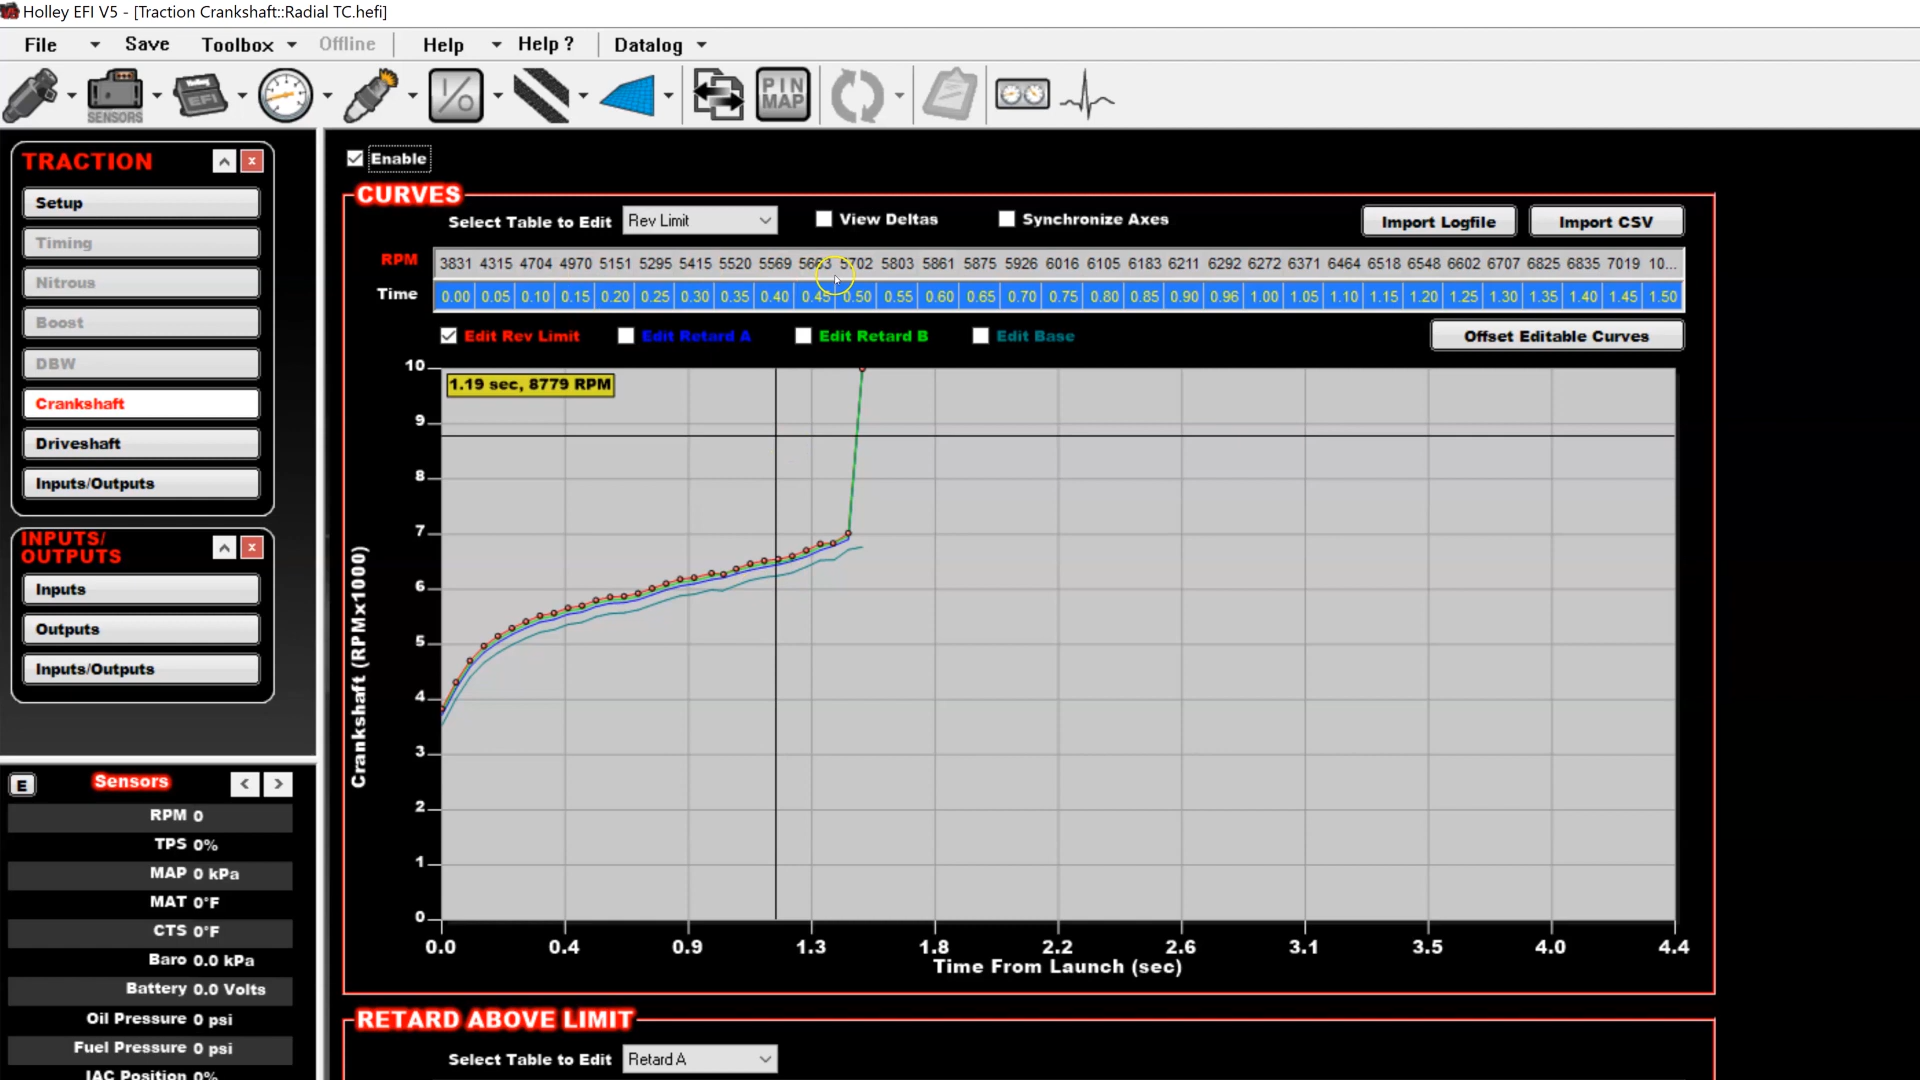 Holley EFI V5 - [Traction Crankshaft::Radial TC.hefi]
File Save Toolbox Offline Help Help ? Datalog
SENSORS
Holley EFI
I/O
PIN MAP
TRACTION
Setup
Timing
Nitrous
Boost
DBW
Crankshaft
Driveshaft
Inputs/Outputs
INPUTS/
OUTPUTS
Inputs
Outputs
Inputs/Outputs
E Sensors < >
RPM 0
TPS 0%
MAP 0 kPa
MAT 0°F
CTS 0°F
Baro 0.0 kPa
Battery 0.0 Volts
Oil Pressure 0 psi
Fuel Pressure 0 psi
IAC Position 0%
Enable
CURVES
Select Table to Edit Rev Limit View Deltas Synchronize Axes Import Logfile Import CSV
RPM 3831 4315 4704 4970 5151 5295 5415 5520 5569 5702 5803 5861 5875 5926 6016 6105 6183 6211 6292 6272 6371 6464 6518 6548 6602 6707 6825 6835 7019 10...
Time 0.00 0.05 0.10 0.15 0.20 0.25 0.30 0.35 0.40 0.45 0.50 0.55 0.60 0.65 0.70 0.75 0.80 0.85 0.90 0.96 1.00 1.05 1.10 1.15 1.20 1.25 1.30 1.35 1.40 1.45 1.50
Edit Rev Limit Edit Retard A Edit Retard B Edit Base Offset Editable Curves
1.19 sec, 8779 RPM
Crankshaft (RPMx1000)
10
9
8
7
6
5
4
3
2
1
0
0.0 0.4 0.9 1.3 1.8 2.2 2.6 3.1 3.5 4.0 4.4
Time From Launch (sec)
RETARD ABOVE LIMIT
Select Table to Edit Retard A